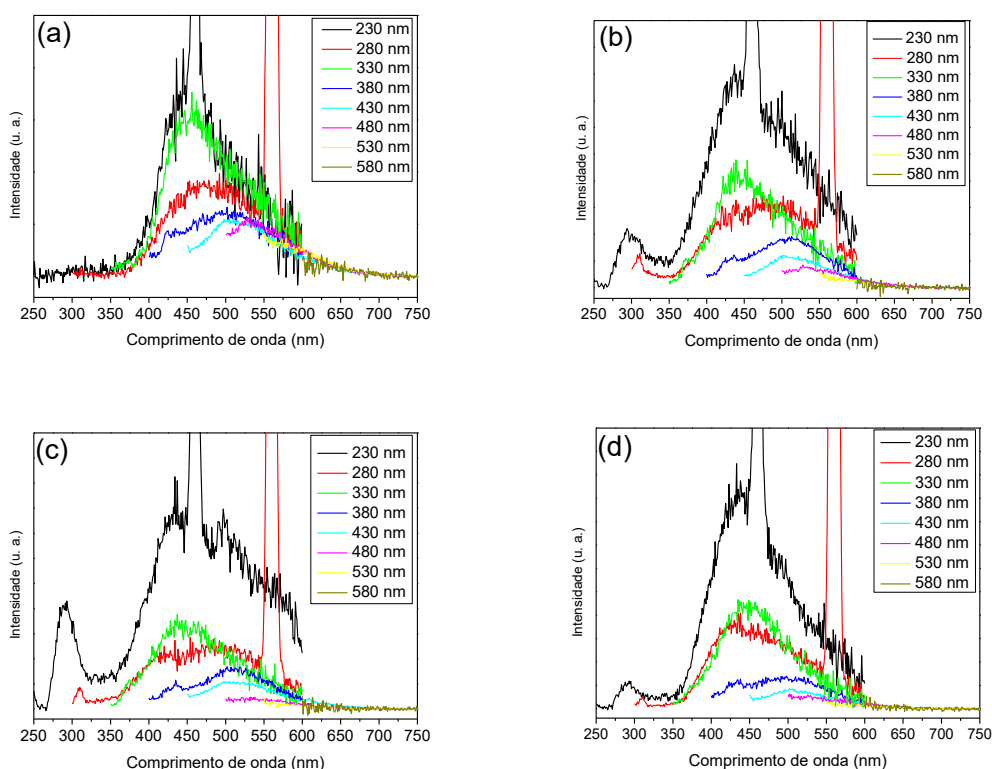 (a)
230 nm
280 nm
330 nm
380 nm
430 nm
480 nm
530 nm
580 nm
Intensidade (u. a.)
250 300 350 400 450 500 550 600 650 700 750
Comprimento de onda (nm)
(b)
230 nm
280 nm
330 nm
380 nm
430 nm
480 nm
530 nm
580 nm
Intensidade (u. a.)
250 300 350 400 450 500 550 600 650 700 750
Comprimento de onda (nm)
(c)
230 nm
280 nm
330 nm
380 nm
430 nm
480 nm
530 nm
580 nm
Intensidade (u. a.)
250 300 350 400 450 500 550 600 650 700 750
Comprimento de onda (nm)
(d)
230 nm
280 nm
330 nm
380 nm
430 nm
480 nm
530 nm
580 nm
Intensidade (u. a.)
250 300 350 400 450 500 550 600 650 700 750
Comprimento de onda (nm)